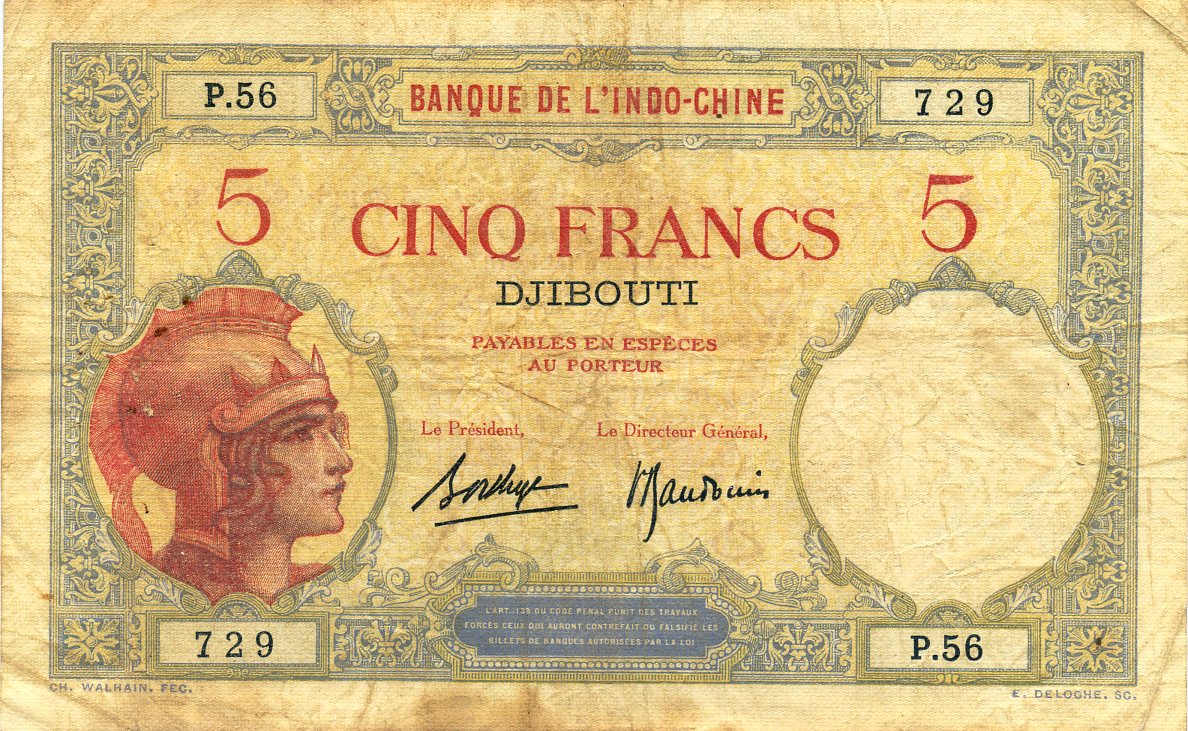 P.56
BANQUE DE L'INDO-CHINE
729
5
CINQ FRANCS
5
DJIBOUTI
PAYABLES EN ESPÈCES
AU PORTEUR
Le Président,
Le Directeur Général,
L'ART. 139 DU CODE PENAL PUNIT DES TRAVAUX
FORCÉS CEUX QUI AURONT CONTREFAIT OU FALSIFIÉ LES
BILLETS DE BANQUES AUTORISÉES PAR LA LOI
729
P.56
CH. WALHAIN. FEC.
E. DELOCHE. SC.